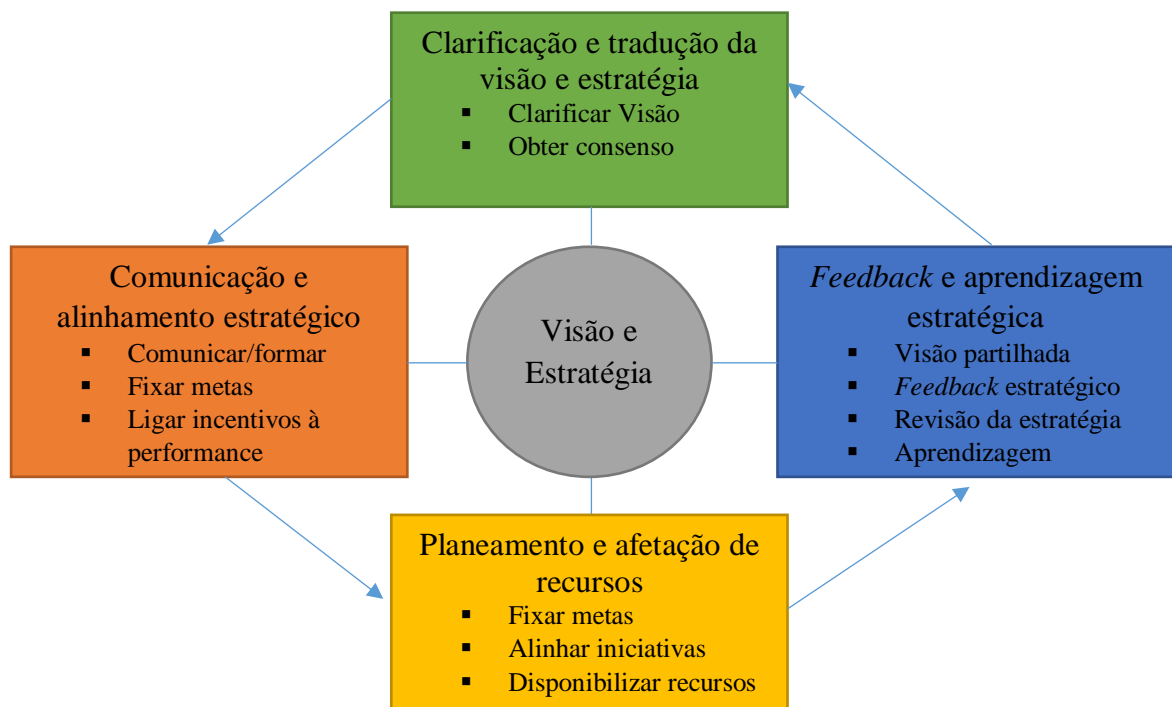 Clarificação e tradução da
visão e estratégia
▪ Clarificar Visão
▪ Obter consenso
Comunicação e
alinhamento estratégico
▪ Comunicar/formar
▪ Fixar metas
▪ Ligar incentivos à
performance
Visão e
Estratégia
Feedback e aprendizagem
estratégica
▪ Visão partilhada
▪ Feedback estratégico
▪ Revisão da estratégia
▪ Aprendizagem
Planeamento e afetação de
recursos
▪ Fixar metas
▪ Alinhar iniciativas
▪ Disponibilizar recursos